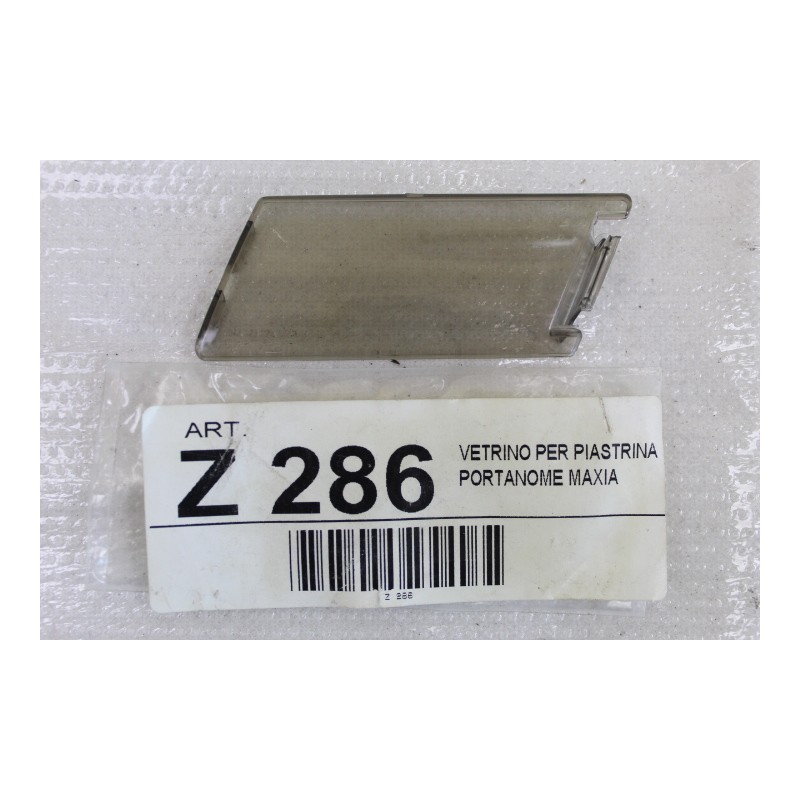 ART.
Z 286
VETRINO PER PIASTRINA
PORTANOME MAXIA
Z 286